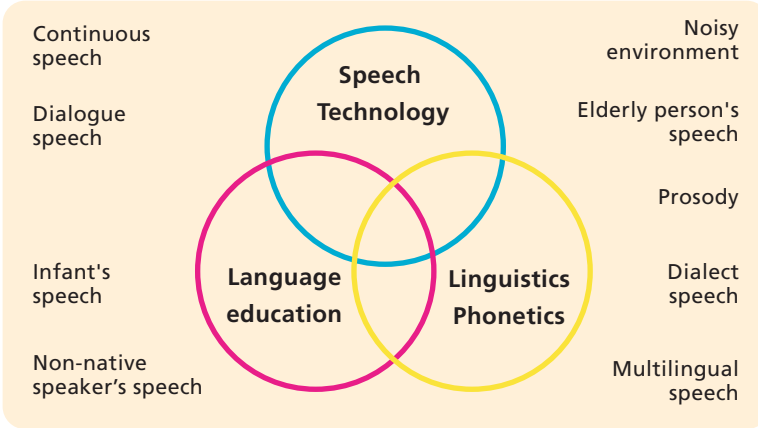 Continuous
speech
Dialogue
speech
Infant's
speech
Non-native
speaker’s speech
Speech
Technology
Language
education
Linguistics
Phonetics
Noisy
environment
Elderly person's
speech
Prosody
Dialect
speech
Multilingual
speech